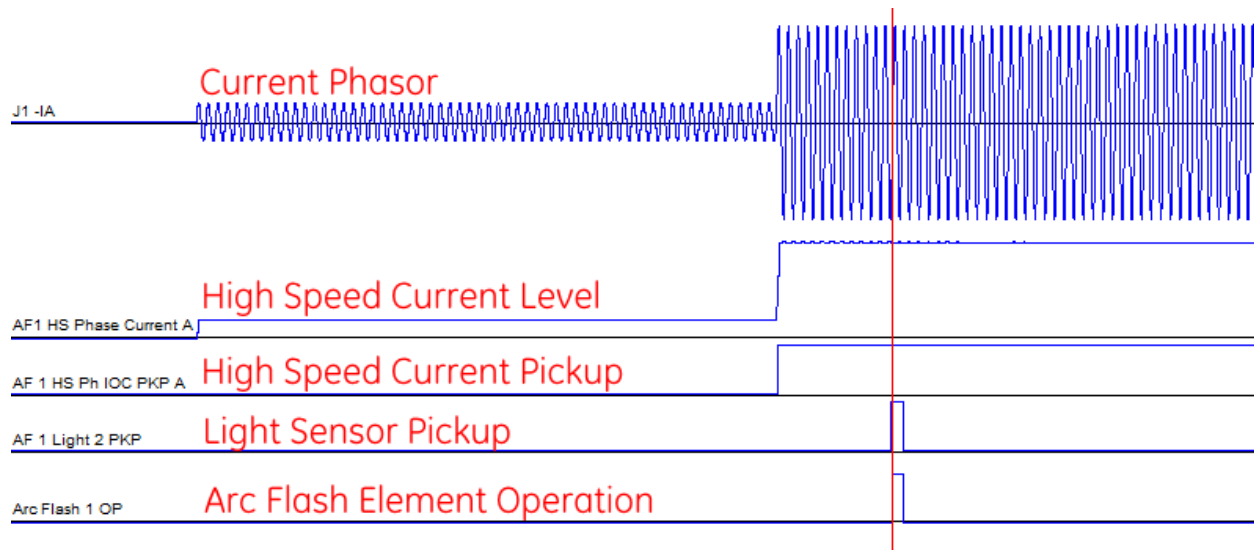 Current Phasor
J1 -IA
High Speed Current Level
AF1 HS Phase Current A
High Speed Current Pickup
AF 1 HS Ph IOC PKP A
Light Sensor Pickup
AF 1 Light 2 PKP
Arc Flash Element Operation
Arc Flash 1 OP